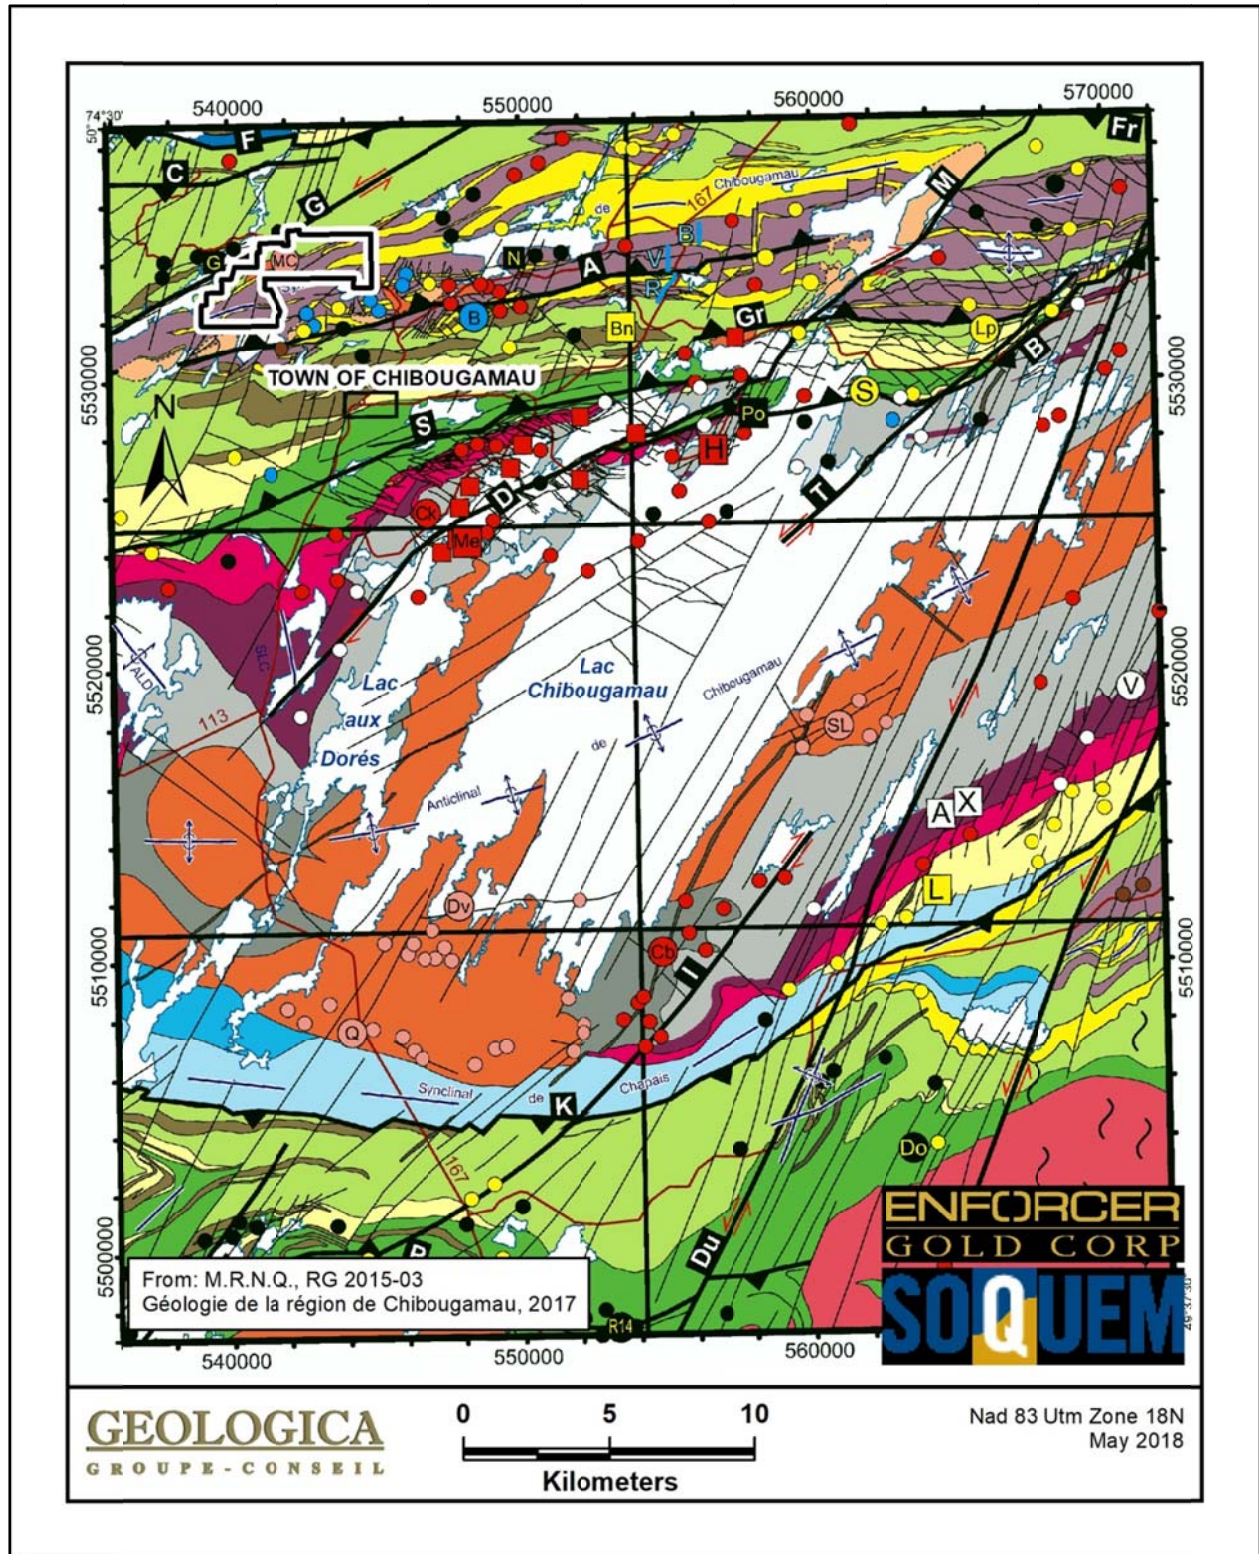 540000
550000
560000
570000
74°30'
F
Fr
C
G
M
Chibougamau
de
167
G
MC
N
A
B
V
R
B
Gr
Bn
Lp
B
TOWN OF CHIBOUGAMAU
5530000
5530000
N
S
S
Po
H
D
T
Ck
Me
ALD
SLC
Lac
Chibougamau
Chibougamau
de
5520000
5520000
Lac
aux
Dorés
113
SL
V
Anticlinal
A
X
L
Dv
Cb
I
5510000
5510000
Q
Synclinal
de
Chapais
K
Do
167
Du
5500000
ENFORCER
GOLD CORP
From: M.R.N.Q., RG 2015-03
Géologie de la région de Chibougamau, 2017
SOQUEM
R14
540000
550000
560000
GEOLOGICA
GROUPE-CONSEIL
0
5
10
Kilometers
Nad 83 Utm Zone 18N
May 2018